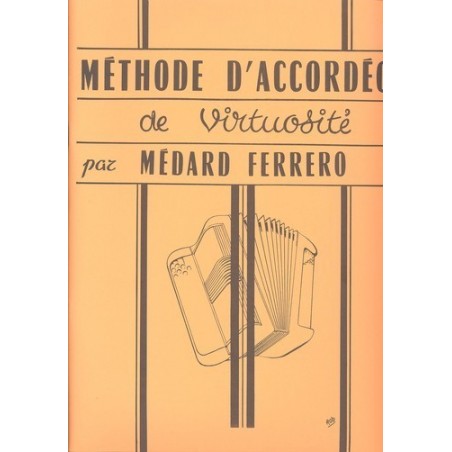 MÉTHODE D'ACCORDÉO
de Virtuosité
par MÉDARD FERRERO